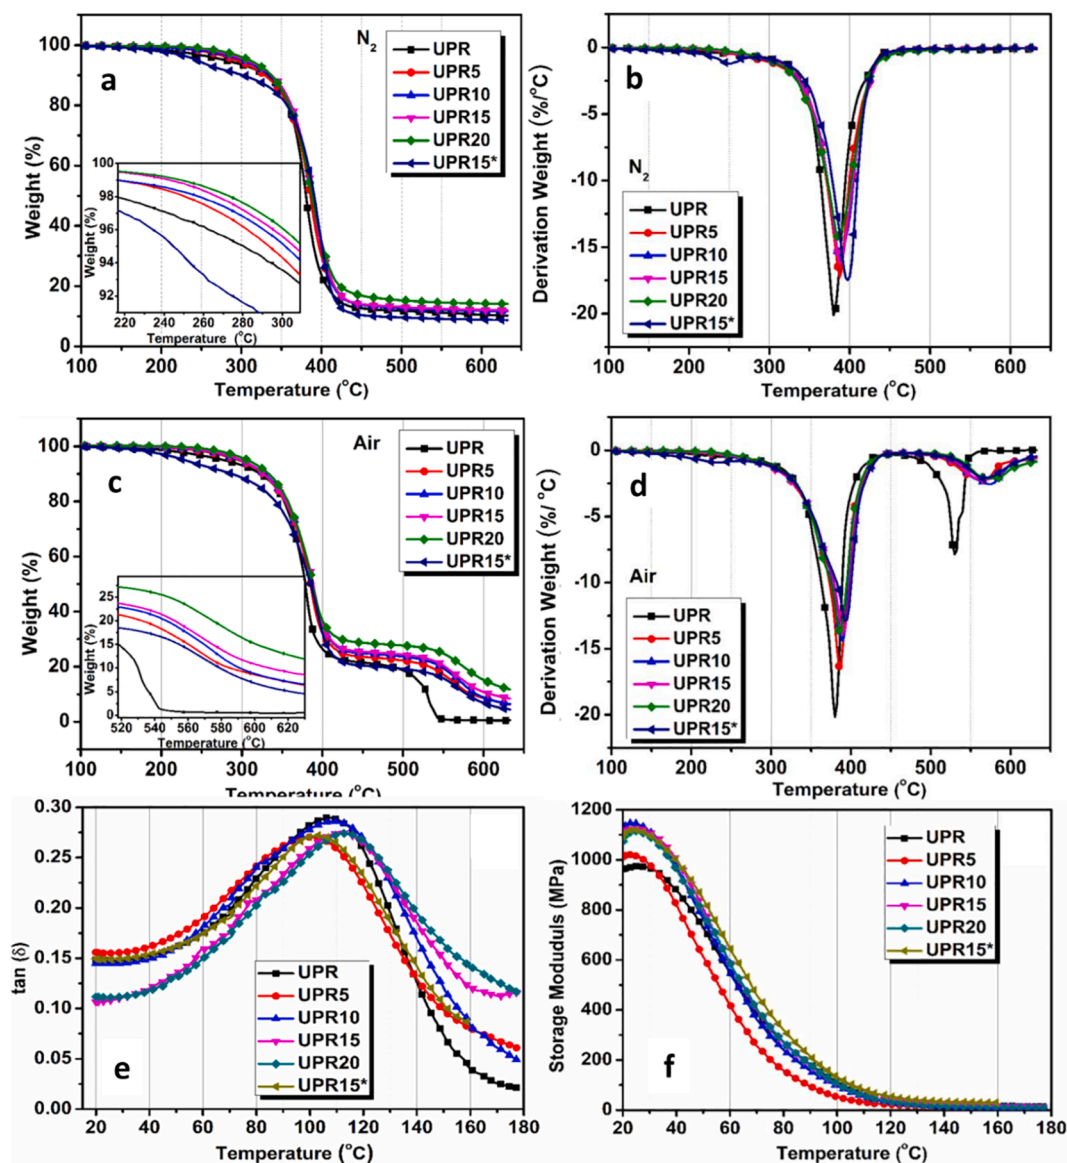 a
N2
UPR
UPR5
UPR10
UPR15
UPR20
UPR15*
Weight (%)
100
80
60
40
20
0
100 200 300 400 500 600
Temperature (°C)
Weight (%)
100
98
96
94
92
220 240 260 280 300
Temperature (°C)
b
N2
UPR
UPR5
UPR10
UPR15
UPR20
UPR15*
Derivation Weight (%/°C)
0
-5
-10
-15
-20
100 200 300 400 500 600
Temperature (°C)
c
Air
UPR
UPR5
UPR10
UPR15
UPR20
UPR15*
Weight (%)
100
80
60
40
20
0
100 200 300 400 500 600
Temperature (°C)
Weight (%)
25
20
15
10
5
0
520 540 560 580 600 620
Temperature (°C)
d
Air
UPR
UPR5
UPR10
UPR15
UPR20
UPR15*
Derivation Weight (%/ °C)
0
-5
-10
-15
-20
100 200 300 400 500 600
Temperature (°C)
e
UPR
UPR5
UPR10
UPR15
UPR20
UPR15*
tan (δ)
0.30
0.25
0.20
0.15
0.10
0.05
0.00
20 40 60 80 100 120 140 160 180
Temperature (°C)
f
UPR
UPR5
UPR10
UPR15
UPR20
UPR15*
Storage Moduduls (MPa)
1200
1000
800
600
400
200
0
20 40 60 80 100 120 140 160 180
Temperature (°C)